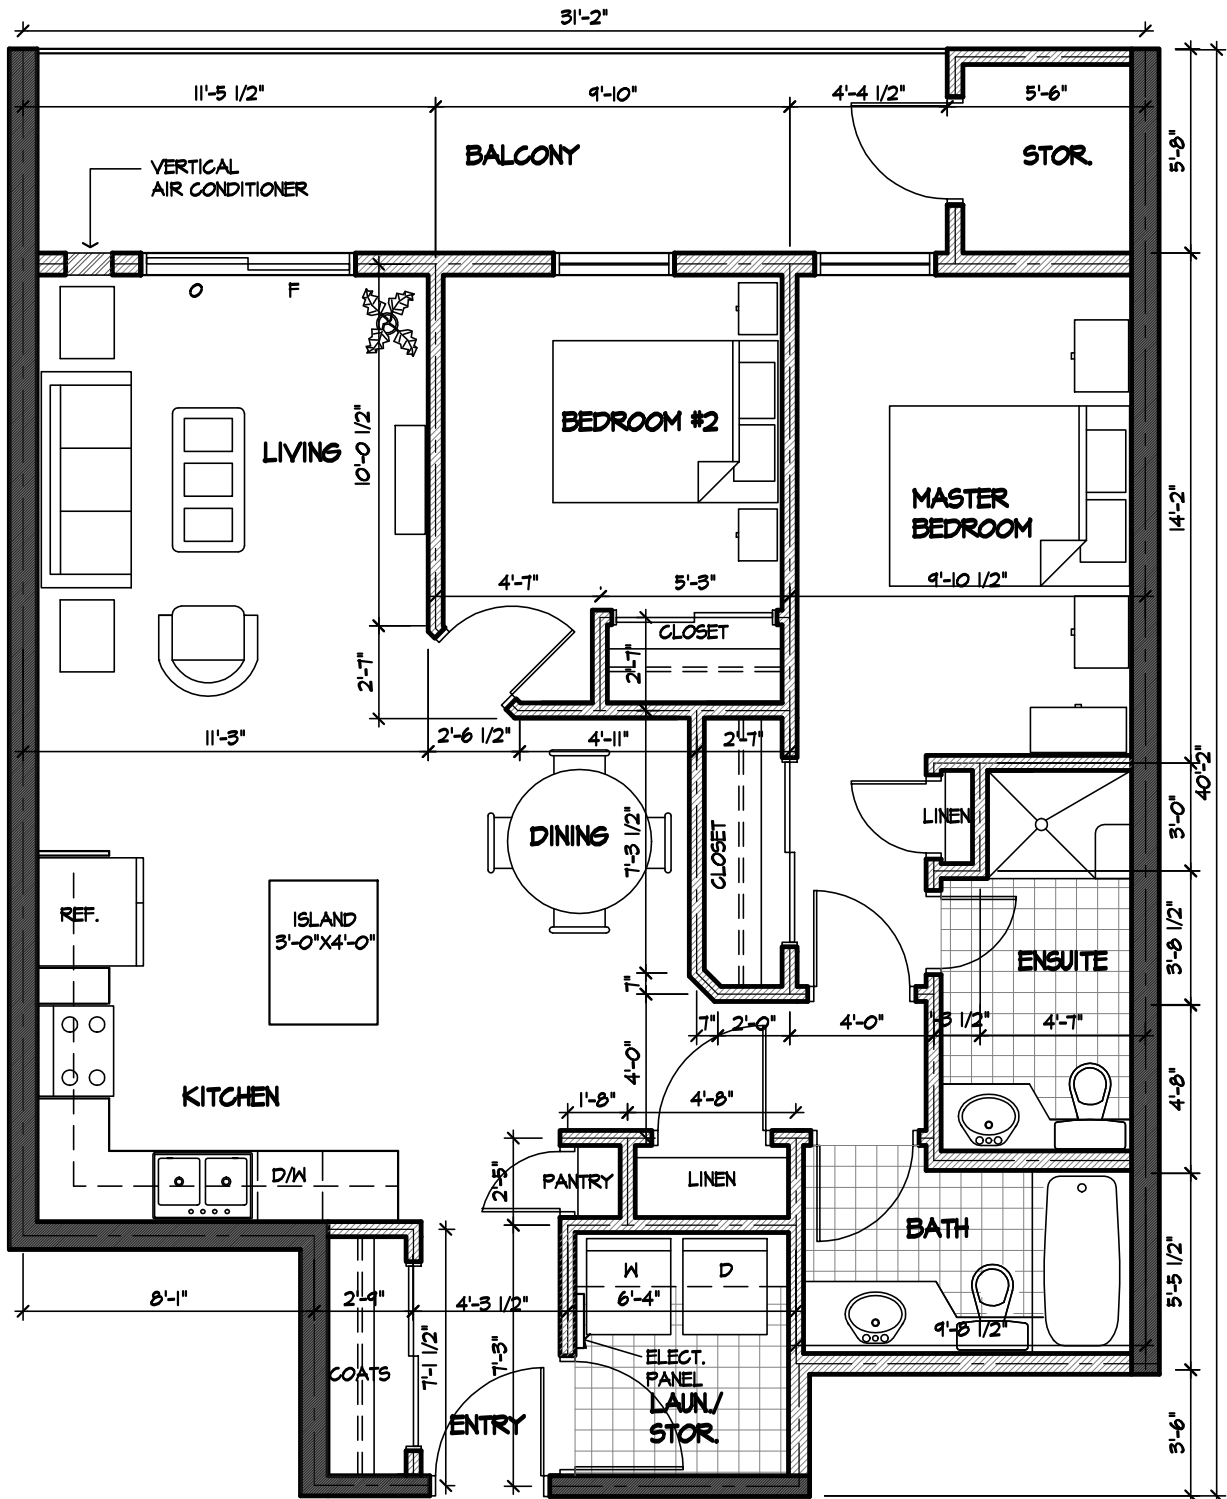 31'-2"
11'-5 1/2"
9'-10"
4'-4 1/2"
5'-6"
BALCONY
STOR.
5'-8"
VERTICAL
AIR CONDITIONER
O
F
LIVING
10'-0 1/2"
BEDROOM #2
MASTER
BEDROOM
14'-2"
4'-7"
5'-3"
9'-10 1/2"
CLOSET
2'-7"
2'-7"
11'-3"
2'-6 1/2"
4'-11"
2'-7"
40'-2"
DINING
7'-3 1/2"
CLOSET
LINEN
3'-0"
REF.
ISLAND
3'-0"X4'-0"
ENSUITE
3'-8 1/2"
7"
7"
2'-0"
4'-0"
'-3 1/2"
4'-7"
4'-0"
KITCHEN
1'-8"
4'-8"
4'-8"
D/W
2'-5"
PANTRY
LINEN
BATH
W
D
5'-5 1/2"
8'-1"
2'-9"
4'-3 1/2"
6'-4"
9'-8 1/2"
7'-1 1/2"
7'-3"
COATS
ELECT.
PANEL
LAUN./
STOR.
ENTRY
3'-6"